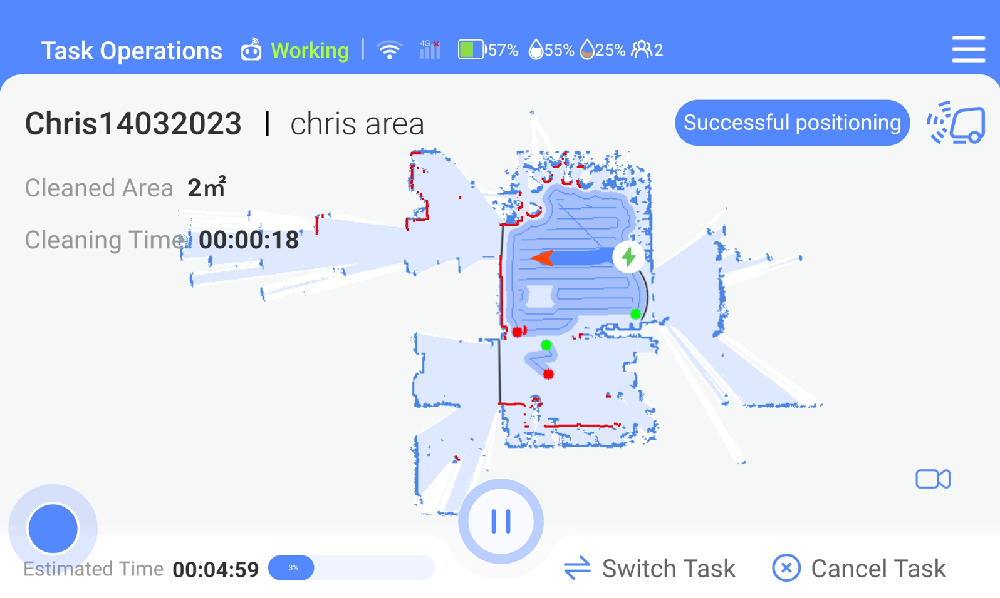 Task Operations Working 4G 57% 55% 25% 2
Chris14032023 | chris area
Successful positioning
Cleaned Area 2㎡
Cleaning Time 00:00:18
Estimated Time 00:04:59 3%
Switch Task
Cancel Task